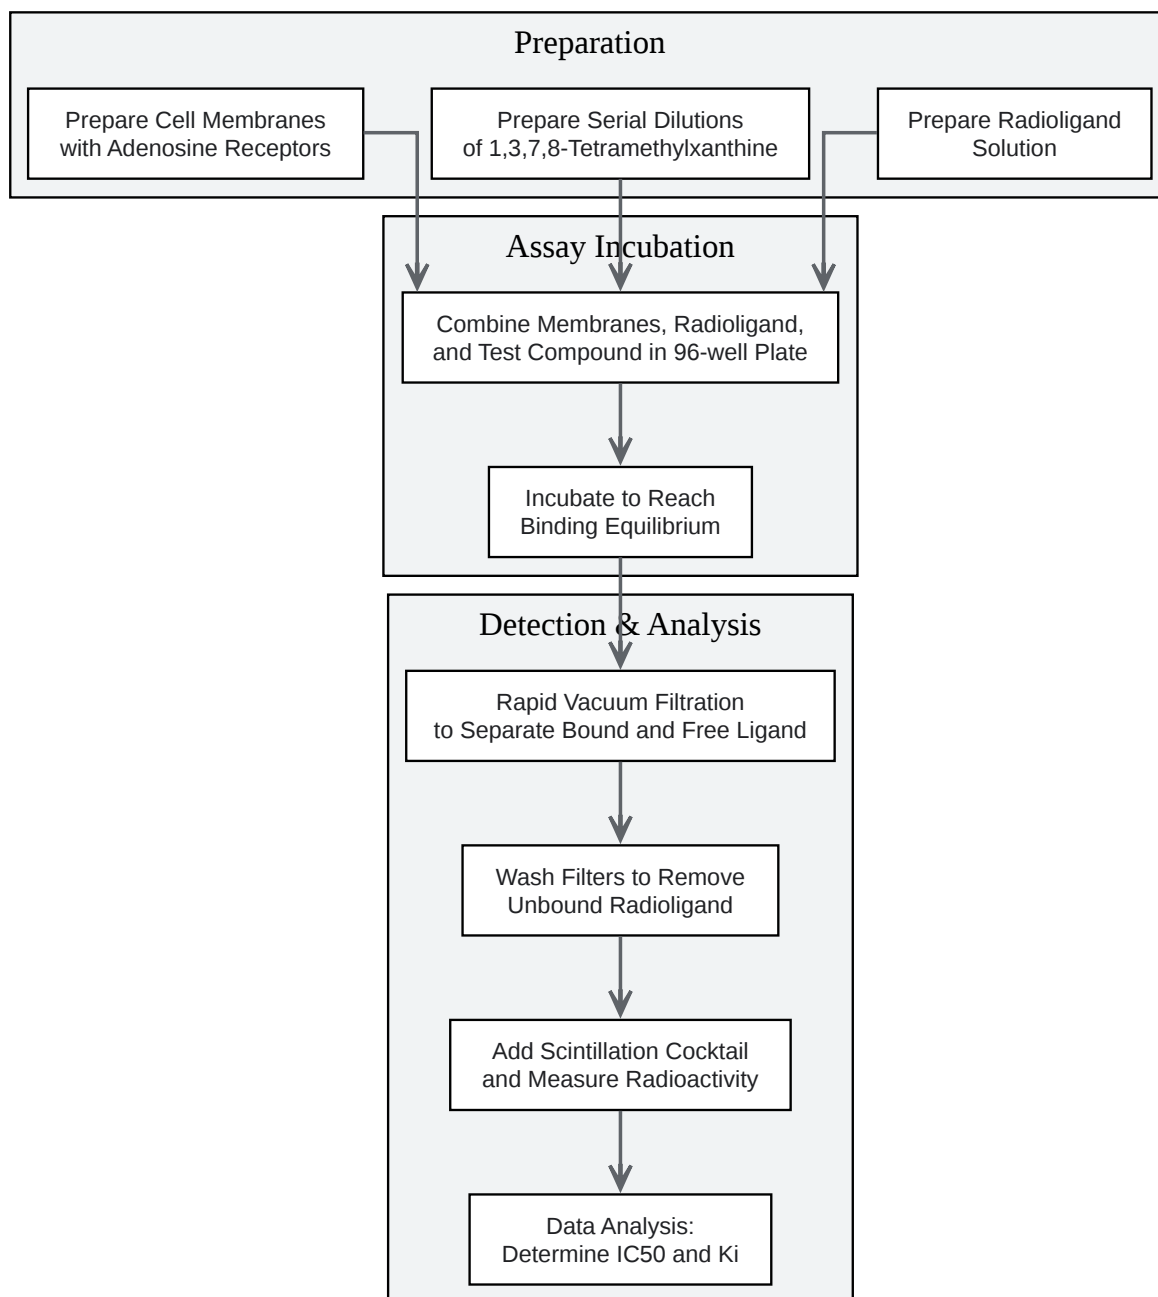 Preparation
Prepare Cell Membranes
with Adenosine Receptors
Prepare Serial Dilutions
of 1,3,7,8-Tetramethylxanthine
Prepare Radioligand
Solution
Assay Incubation
Combine Membranes, Radioligand,
and Test Compound in 96-well Plate
Incubate to Reach
Binding Equilibrium
Detection & Analysis
Rapid Vacuum Filtration
to Separate Bound and Free Ligand
Wash Filters to Remove
Unbound Radioligand
Add Scintillation Cocktail
and Measure Radioactivity
Data Analysis:
Determine IC50 and Ki